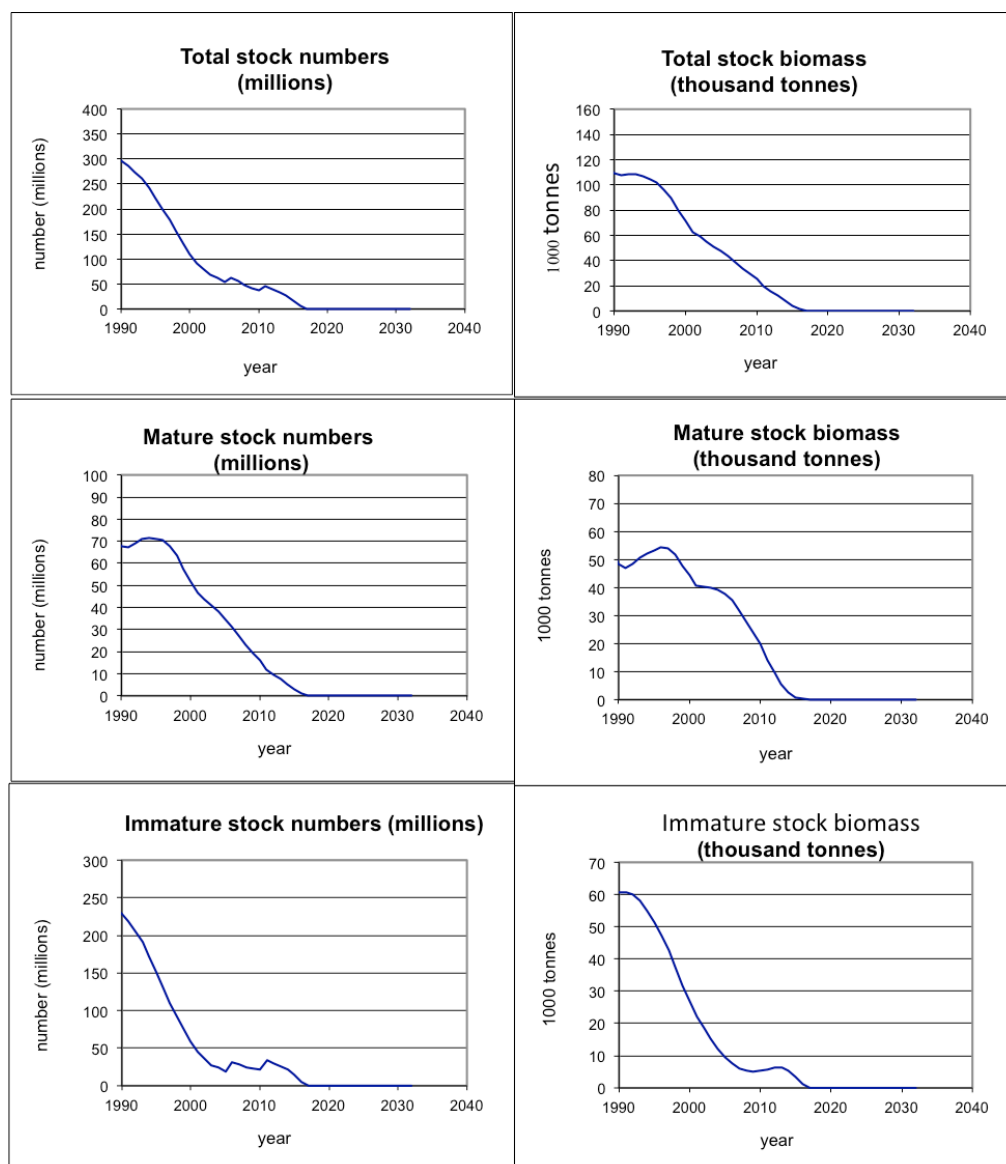 Total stock numbers
(millions)
400
350
300
250
200
150
100
50
0
number (millions)
1990 2000 2010 2020 2030 2040
year
Total stock biomass
(thousand tonnes)
160
140
120
100
80
60
40
20
0
1000 tonnes
1990 2000 2010 2020 2030 2040
year
Mature stock numbers
(millions)
100
90
80
70
60
50
40
30
20
10
0
number (millions)
1990 2000 2010 2020 2030 2040
year
Mature stock biomass
(thousand tonnes)
80
70
60
50
40
30
20
10
0
1000 tonnes
1990 2000 2010 2020 2030 2040
year
Immature stock numbers (millions)
300
250
200
150
100
50
0
number (millions)
1990 2000 2010 2020 2030 2040
year
Immature stock biomass
(thousand tonnes)
70
60
50
40
30
20
10
0
1000 tonnes
1990 2000 2010 2020 2030 2040
year